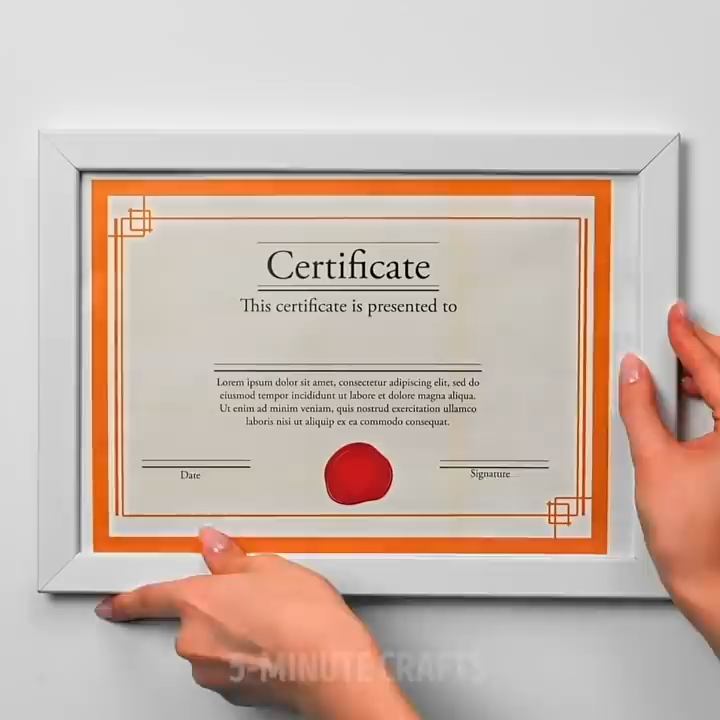 Certificate
This certificate is presented to
Lorem ipsum dolor sit amet, consectetur adipiscing elit, sed do
eiusmod tempor incididunt ut labore et dolore magna aliqua.
Ut enim ad minim veniam, quis nostrud exercitation ullamco
laboris nisi ut aliquip ex ea commodo consequat.
Date
Signature
5-MINUTE CRAFTS